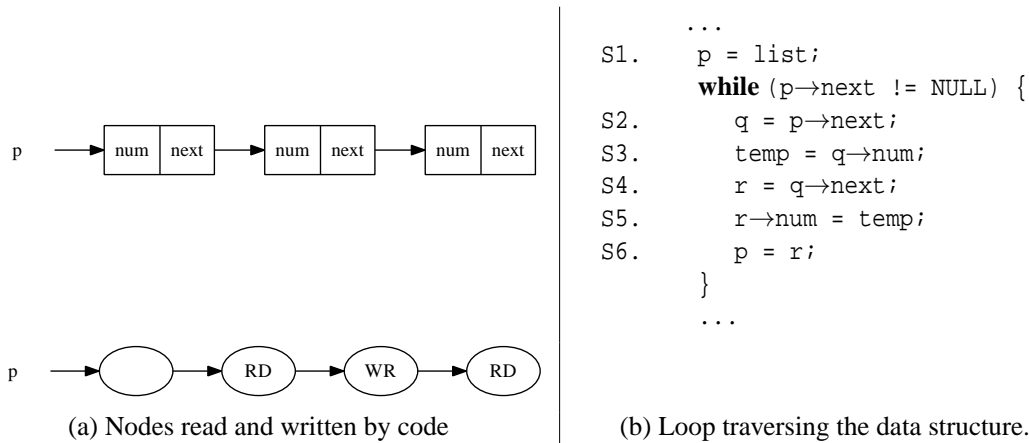 p
num next num next num next
p
RD WR RD
(a) Nodes read and written by code
...
S1. p = list;
while (p→next != NULL) {
S2. q = p→next;
S3. temp = q→num;
S4. r = q→next;
S5. r→num = temp;
S6. p = r;
}
...
(b) Loop traversing the data structure.